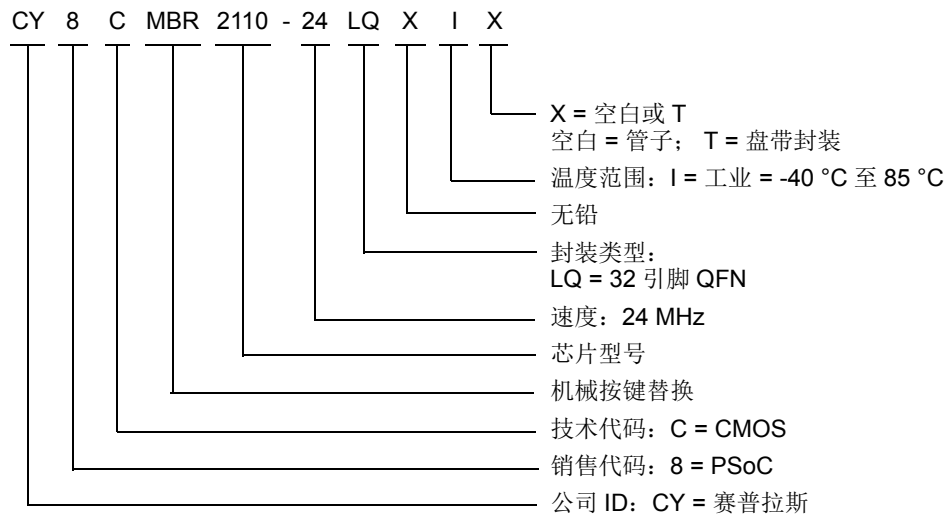 CY 8 C MBR 2110 - 24 LQ X I X
X = 空白或 T
空白 = 管子； T = 盘带封装
温度范围：I = 工业 = -40 °C 至 85 °C
无铅
封装类型：
LQ = 32 引脚 QFN
速度：24 MHz
芯片型号
机械按键替换
技术代码：C = CMOS
销售代码：8 = PSoC
公司 ID：CY = 赛普拉斯